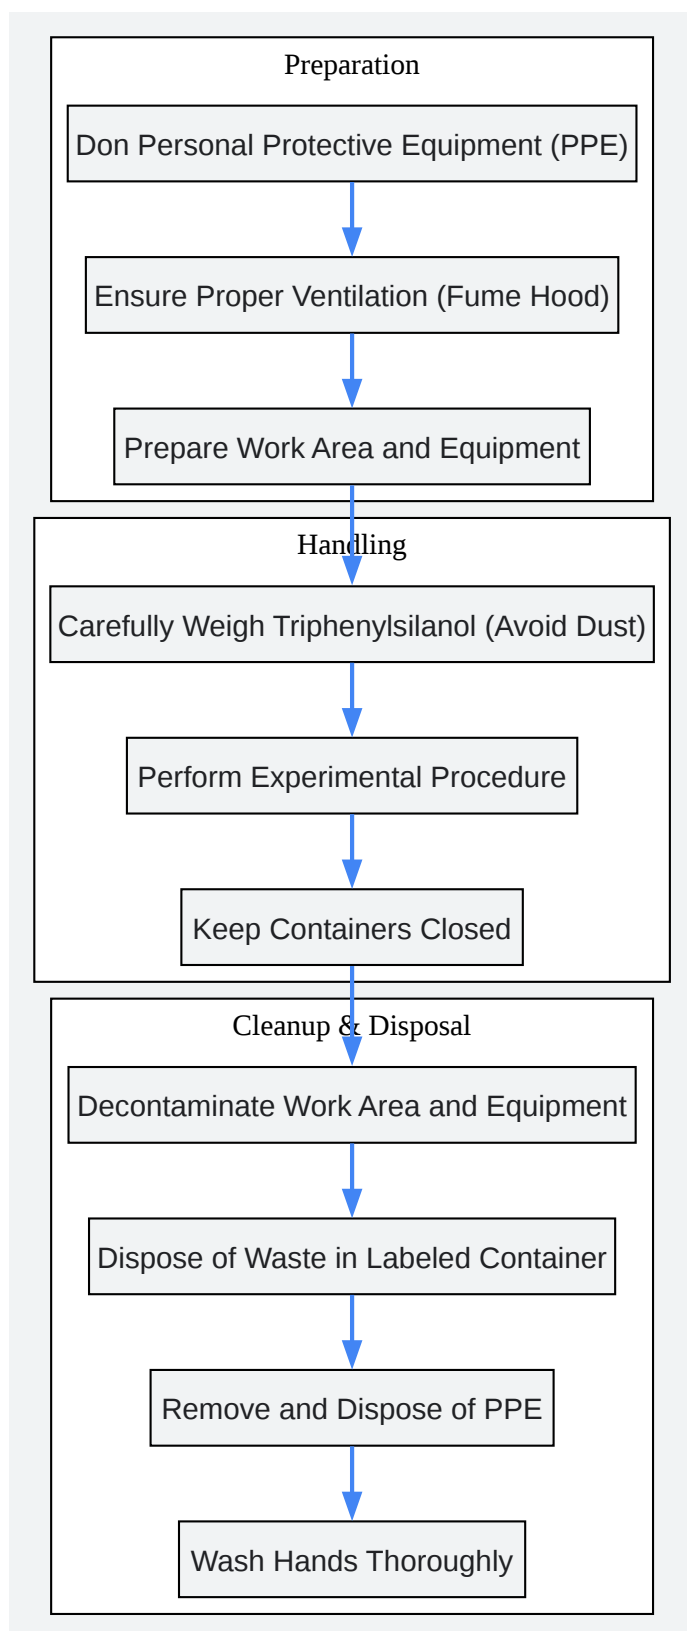 Preparation
Don Personal Protective Equipment (PPE)
Ensure Proper Ventilation (Fume Hood)
Prepare Work Area and Equipment
Handling
Carefully Weigh Triphenylsilanol (Avoid Dust)
Perform Experimental Procedure
Keep Containers Closed
Cleanup & Disposal
Decontaminate Work Area and Equipment
Dispose of Waste in Labeled Container
Remove and Dispose of PPE
Wash Hands Thoroughly